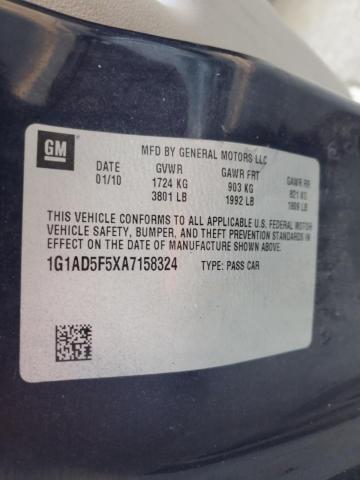 GM
MFD BY GENERAL MOTORS LLC
DATE GVWR GAWR FRT GAWR RR
01/10 1724 KG 903 KG 821 KG
3801 LB 1992 LB 1809 LB
THIS VEHICLE CONFORMS TO ALL APPLICABLE U.S. FEDERAL MOTOR
VEHICLE SAFETY, BUMPER, AND THEFT PREVENTION STANDARDS IN
EFFECT ON THE DATE OF MANUFACTURE SHOWN ABOVE.
1G1AD5F5XA7158324 TYPE: PASS CAR